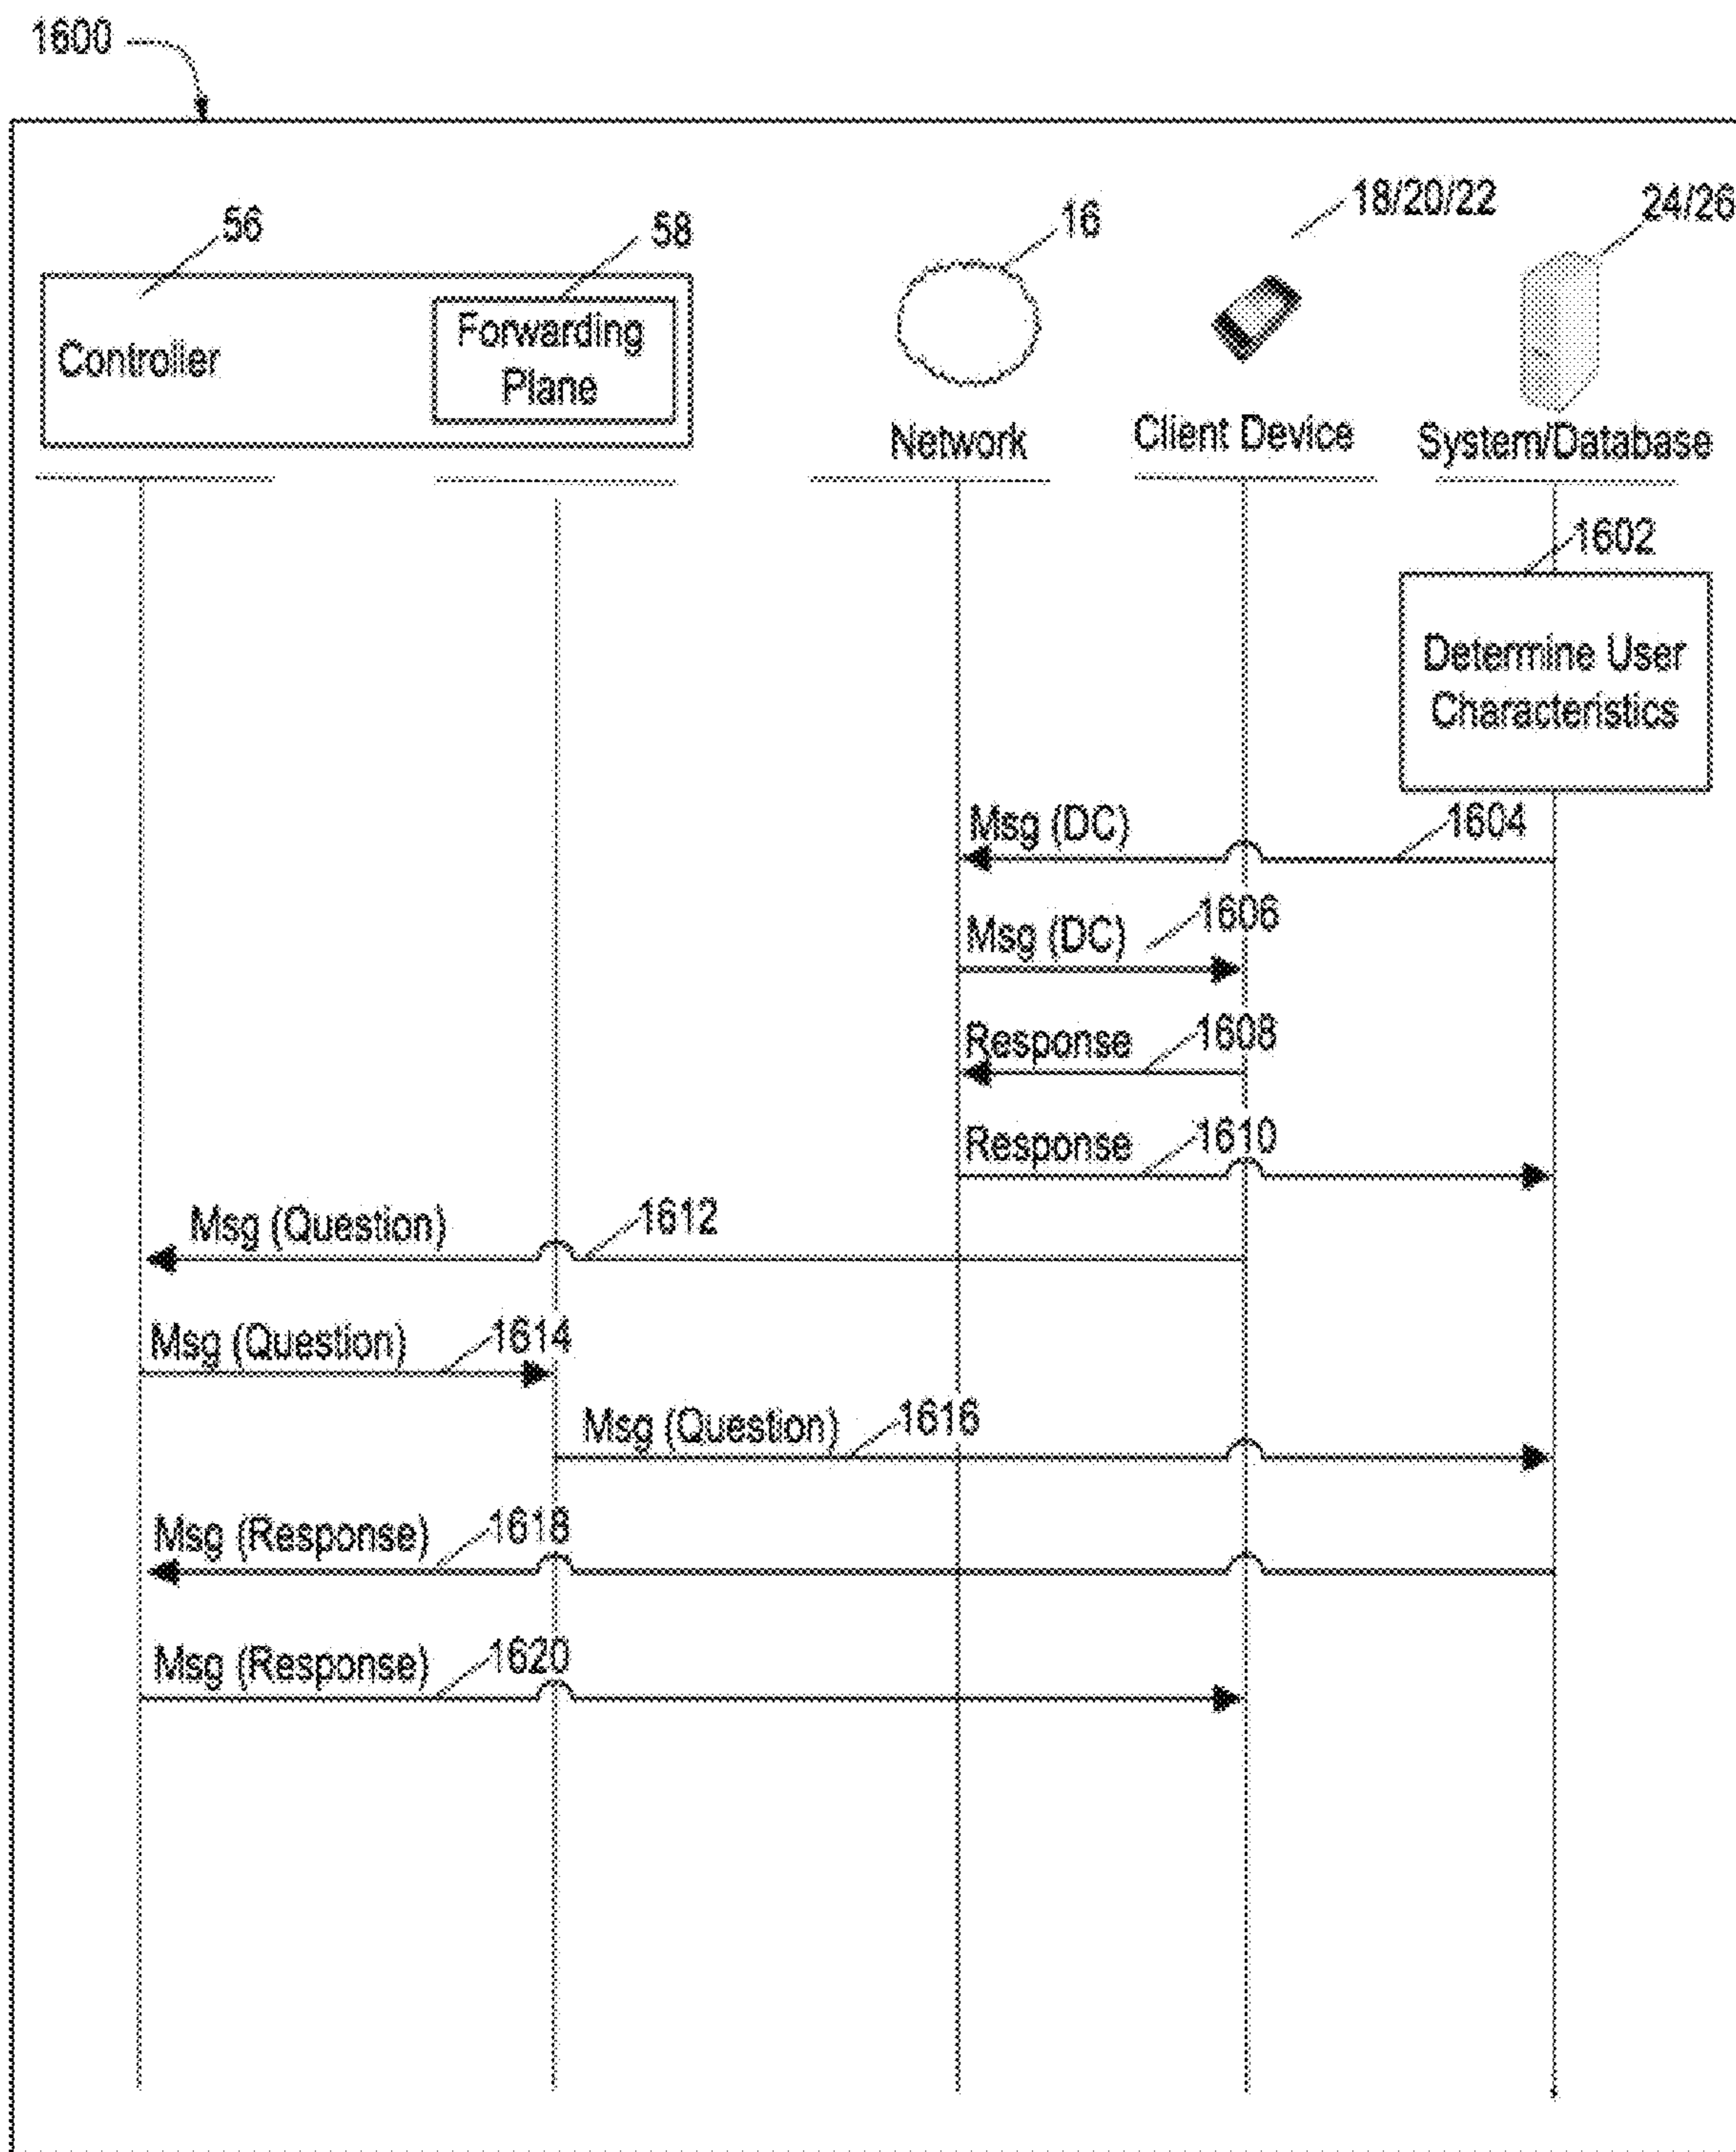 1600
56
58
16
18/20/22
24/26
Controller
Forwarding
Plane
Network
Client Device
System/Database
1602
Determine User
Characteristics
Msg (DC)
1604
Msg (DC)
1606
Response
1608
Response
1610
Msg (Question)
1612
Msg (Question)
1614
Msg (Question)
1616
Msg (Response)
1618
Msg (Response)
1620